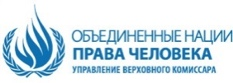 ОБЪЕДИНЕННЫЕ НАЦИИ
ПРАВА ЧЕЛОВЕКА
УПРАВЛЕНИЕ ВЕРХОВНОГО КОМИССАРА